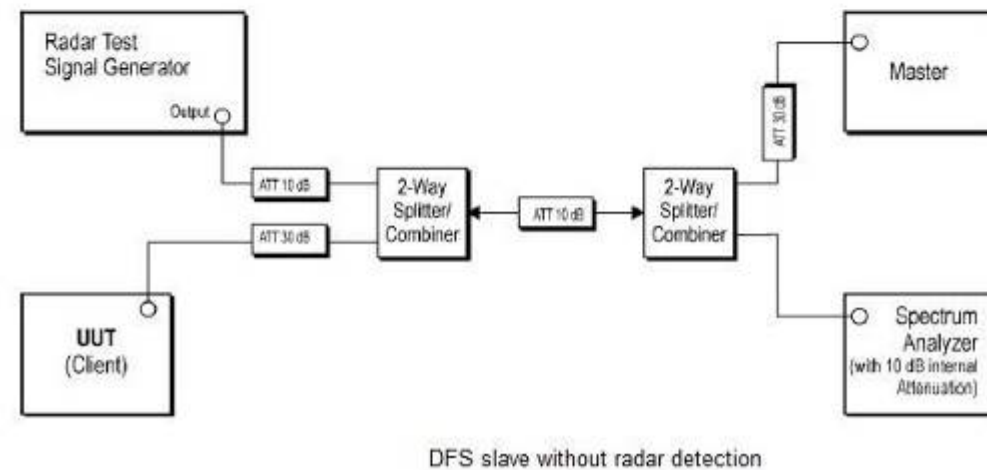 Radar Test
Signal Generator
Output
ATT 10 dB
ATT 30 dB
2-Way
Splitter/
Combiner
ATT 10 dB
2-Way
Splitter/
Combiner
ATT 30 dB
Master
UUT
(Client)
Spectrum
Analyzer
(with 10 dB internal
Attenuation)
DFS slave without radar detection